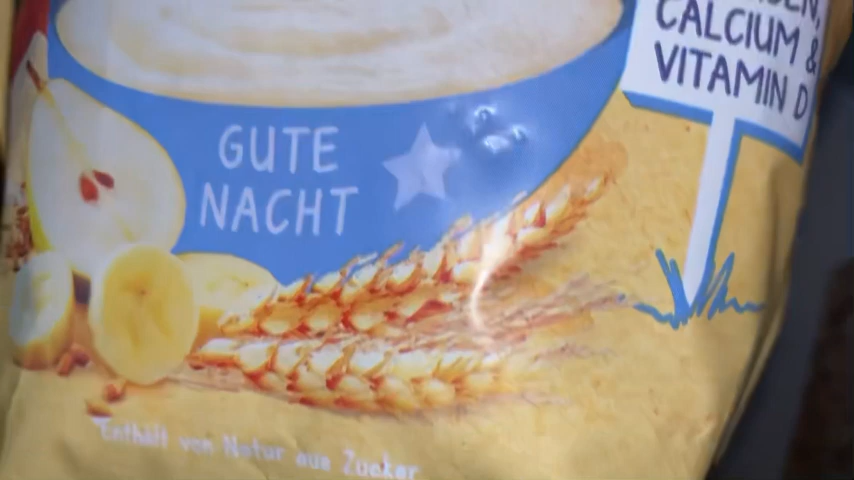 CALCIUM &
VITAMIN D
GUTE
NACHT
Enthält von Natur aus Zucker